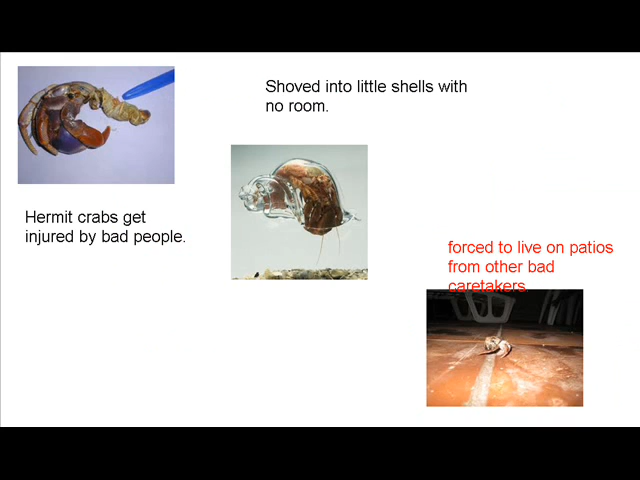 Shoved into little shells with
no room.
Hermit crabs get
injured by bad people.
forced to live on patios
from other bad
caretakers.